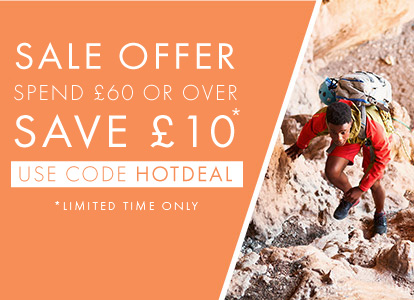 SALE OFFER
SPEND £60 OR OVER
SAVE £10*
USE CODE HOTDEAL
*LIMITED TIME ONLY